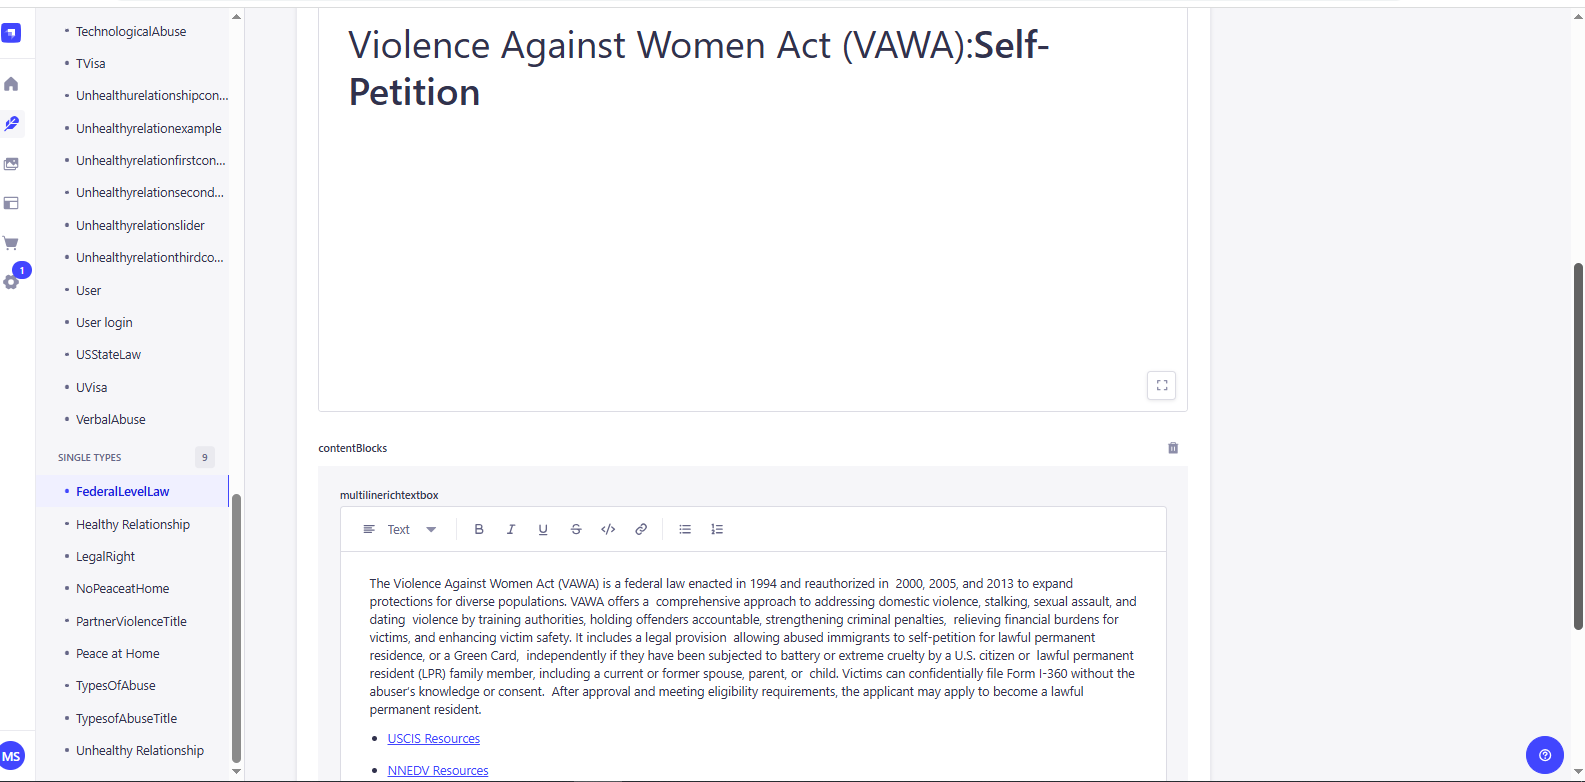 TechnologicalAbuse
TVisa
Unhealthurelationshipcon...
Unhealthyrelationexample
Unhealthyrelationfirstcon...
Unhealthyrelationsecond...
Unhealthyrelationslider
Unhealthyrelationthirdco...
User
User login
USStateLaw
UVisa
VerbalAbuse
SINGLE TYPES 9
FederalLevelLaw
Healthy Relationship
LegalRight
NoPeaceatHome
PartnerViolenceTitle
Peace at Home
TypesOfAbuse
TypesofAbuseTitle
Unhealthy Relationship
1
MS
Violence Against Women Act (VAWA):Self-
Petition
contentBlocks
multilinerichtextbox
Text B I U S </>
The Violence Against Women Act (VAWA) is a federal law enacted in 1994 and reauthorized in 2000, 2005, and 2013 to expand
protections for diverse populations. VAWA offers a comprehensive approach to addressing domestic violence, stalking, sexual assault, and
dating violence by training authorities, holding offenders accountable, strengthening criminal penalties, relieving financial burdens for
victims, and enhancing victim safety. It includes a legal provision allowing abused immigrants to self-petition for lawful permanent
residence, or a Green Card, independently if they have been subjected to battery or extreme cruelty by a U.S. citizen or lawful permanent
resident (LPR) family member, including a current or former spouse, parent, or child. Victims can confidentially file Form I-360 without the
abuser's knowledge or consent. After approval and meeting eligibility requirements, the applicant may apply to become a lawful
permanent resident.
USCIS Resources
NNEDV Resources